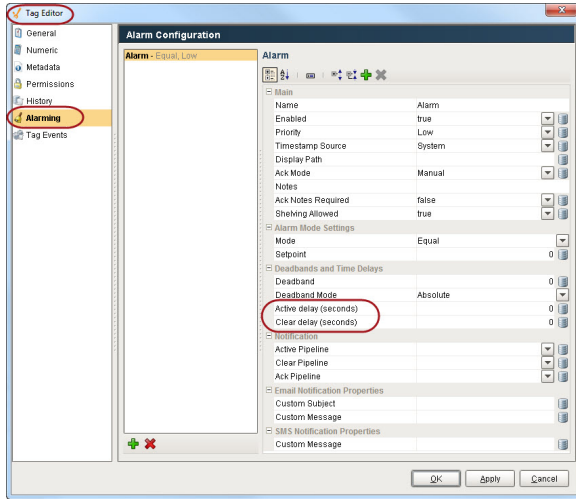 Tag Editor
General
Numeric
Metadata
Permissions
History
Alarming
Tag Events
Alarm Configuration
Alarm - Equal, Low
Alarm
Main
Name Alarm
Enabled true
Priority Low
Timestamp Source System
Display Path
Ack Mode Manual
Notes
Ack Notes Required false
Shelving Allowed true
Alarm Mode Settings
Mode Equal
Setpoint 0
Deadbands and Time Delays
Deadband 0
Deadband Mode Absolute
Active delay (seconds) 0
Clear delay (seconds) 0
Notification
Active Pipeline
Clear Pipeline
Ack Pipeline
Email Notification Properties
Custom Subject
Custom Message
SMS Notification Properties
Custom Message
OK Apply Cancel